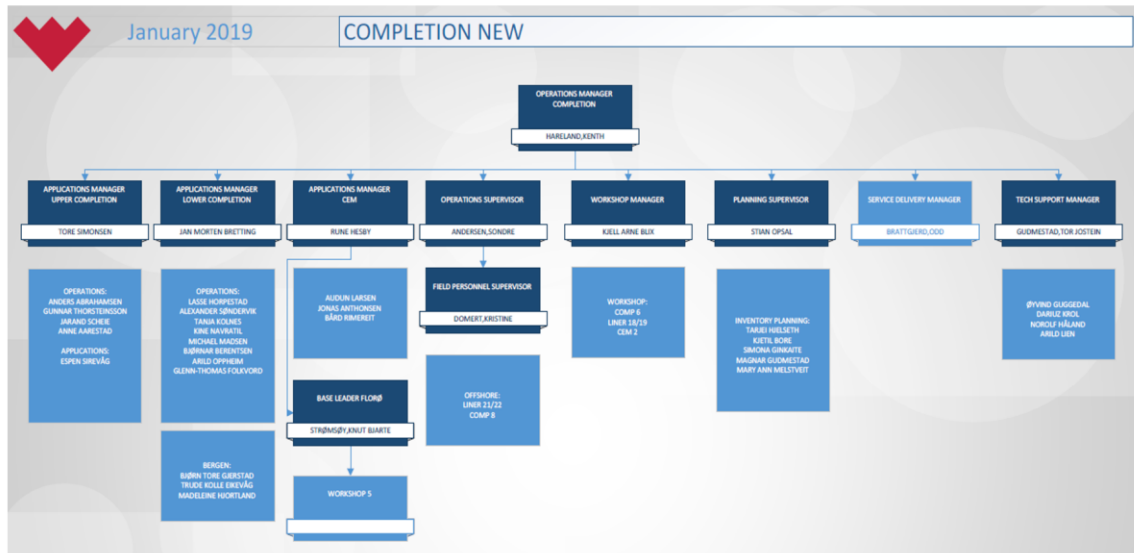 January 2019
COMPLETION NEW
OPERATIONS MANAGER
COMPLETION
HARELAND,KENTH
APPLICATIONS MANAGER
UPPER COMPLETION
TORE SIMONSEN
APPLICATIONS MANAGER
LOWER COMPLETION
JAN MORTEN BRETTING
APPLICATIONS MANAGER
CEM
RUNE HESBY
OPERATIONS SUPERVISOR
ANDERSEN,SONDRE
WORKSHOP MANAGER
KJELL ARNE BLIX
PLANNING SUPERVISOR
STIAN OPSAL
SERVICE DELIVERY MANAGER
BRATTGJERD,ODD
TECH SUPPORT MANAGER
GUDMESTAD,TOR JOSTEIN
OPERATIONS:
ANDERS ABRAHAMSEN
GUNNAR THORSTEINSSON
JARAND SCHEIE
ANNE AARESTAD
APPLICATIONS:
ESPEN SIREVÅG
OPERATIONS:
LASSE HORPESTAD
ALEXANDER SØNDERVIK
TANJA KOLNES
KINE NAVRATIL
MICHAEL MADSEN
BJØRNAR BERENTSEN
ARILD OPPHEIM
GLENN-THOMAS FOLKVORD
BERGEN:
BJØRN TORE GJERSTAD
TRUDE KOLLE EIKEVÅG
MADELEINE HJORTLAND
AUDUN LARSEN
JONAS ANTHONSEN
BÅRD RIMEREIT
BASE LEADER FLORØ
STRØMSØY,KNUT BJARTE
WORKSHOP 5
FIELD PERSONNEL SUPERVISOR
DOMERT,KRISTINE
OFFSHORE:
LINER 21/22
COMP 8
WORKSHOP:
COMP 6
LINER 18/19
CEM 2
INVENTORY PLANNING:
TARJEI HJELSETH
KJETIL BORE
SIMONA GINKAITE
MAGNAR GUDMESTAD
MARY ANN MELSTVEIT
ØYVIND GUGGEDAL
DARIUZ KROL
NOROLF HÅLAND
ARILD LIEN